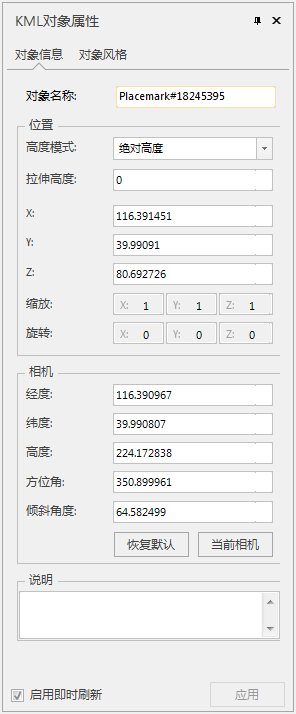 KML对象属性
对象信息 对象风格
对象名称: Placemark#18245395
位置
高度模式: 绝对高度
拉伸高度: 0
X: 116.391451
Y: 39.99091
Z: 80.692726
缩放: X: 1 Y: 1 Z: 1
旋转: X: 0 Y: 0 Z: 0
相机
经度: 116.390967
纬度: 39.990807
高度: 224.172838
方位角: 350.899961
倾斜角度: 64.582499
恢复默认 当前相机
说明
启用即时刷新 应用